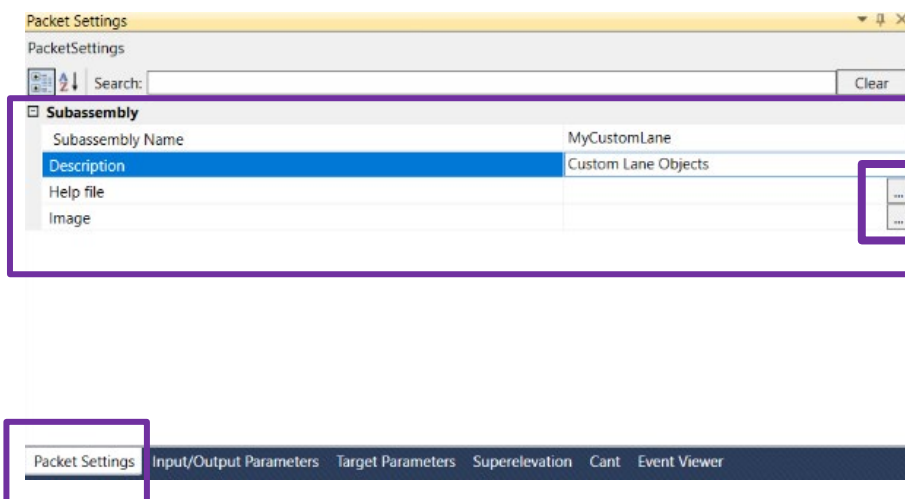 Packet Settings
PacketSettings
Search: Clear
Subassembly
Subassembly Name MyCustomLane
Description Custom Lane Objects
Help file ...
Image ...
Packet Settings Input/Output Parameters Target Parameters Superelevation Cant Event Viewer